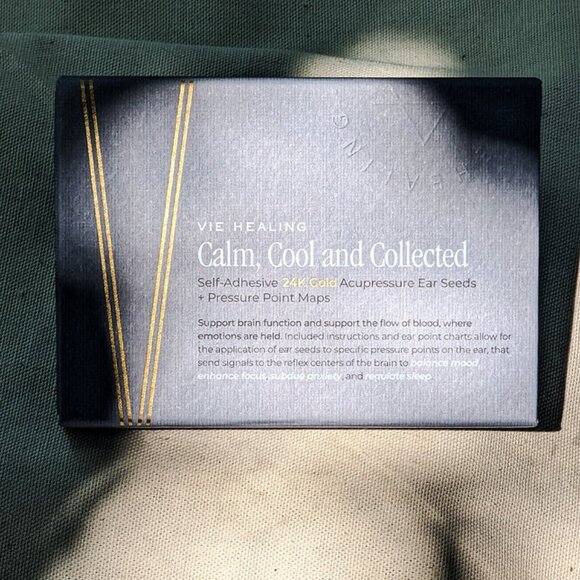 HEALING
VIE HEALING
Calm, Cool and Collected
Self-Adhesive 24K Gold Acupressure Ear Seeds
+ Pressure Point Maps
Support brain function and support the flow of blood, where
emotions are held. Included instructions and ear point charts allow for
the application of ear seeds to specific pressure points on the ear, that
send signals to the reflex centers of the brain to balance mood,
enhance focus, subdue anxiety, and regulate sleep.